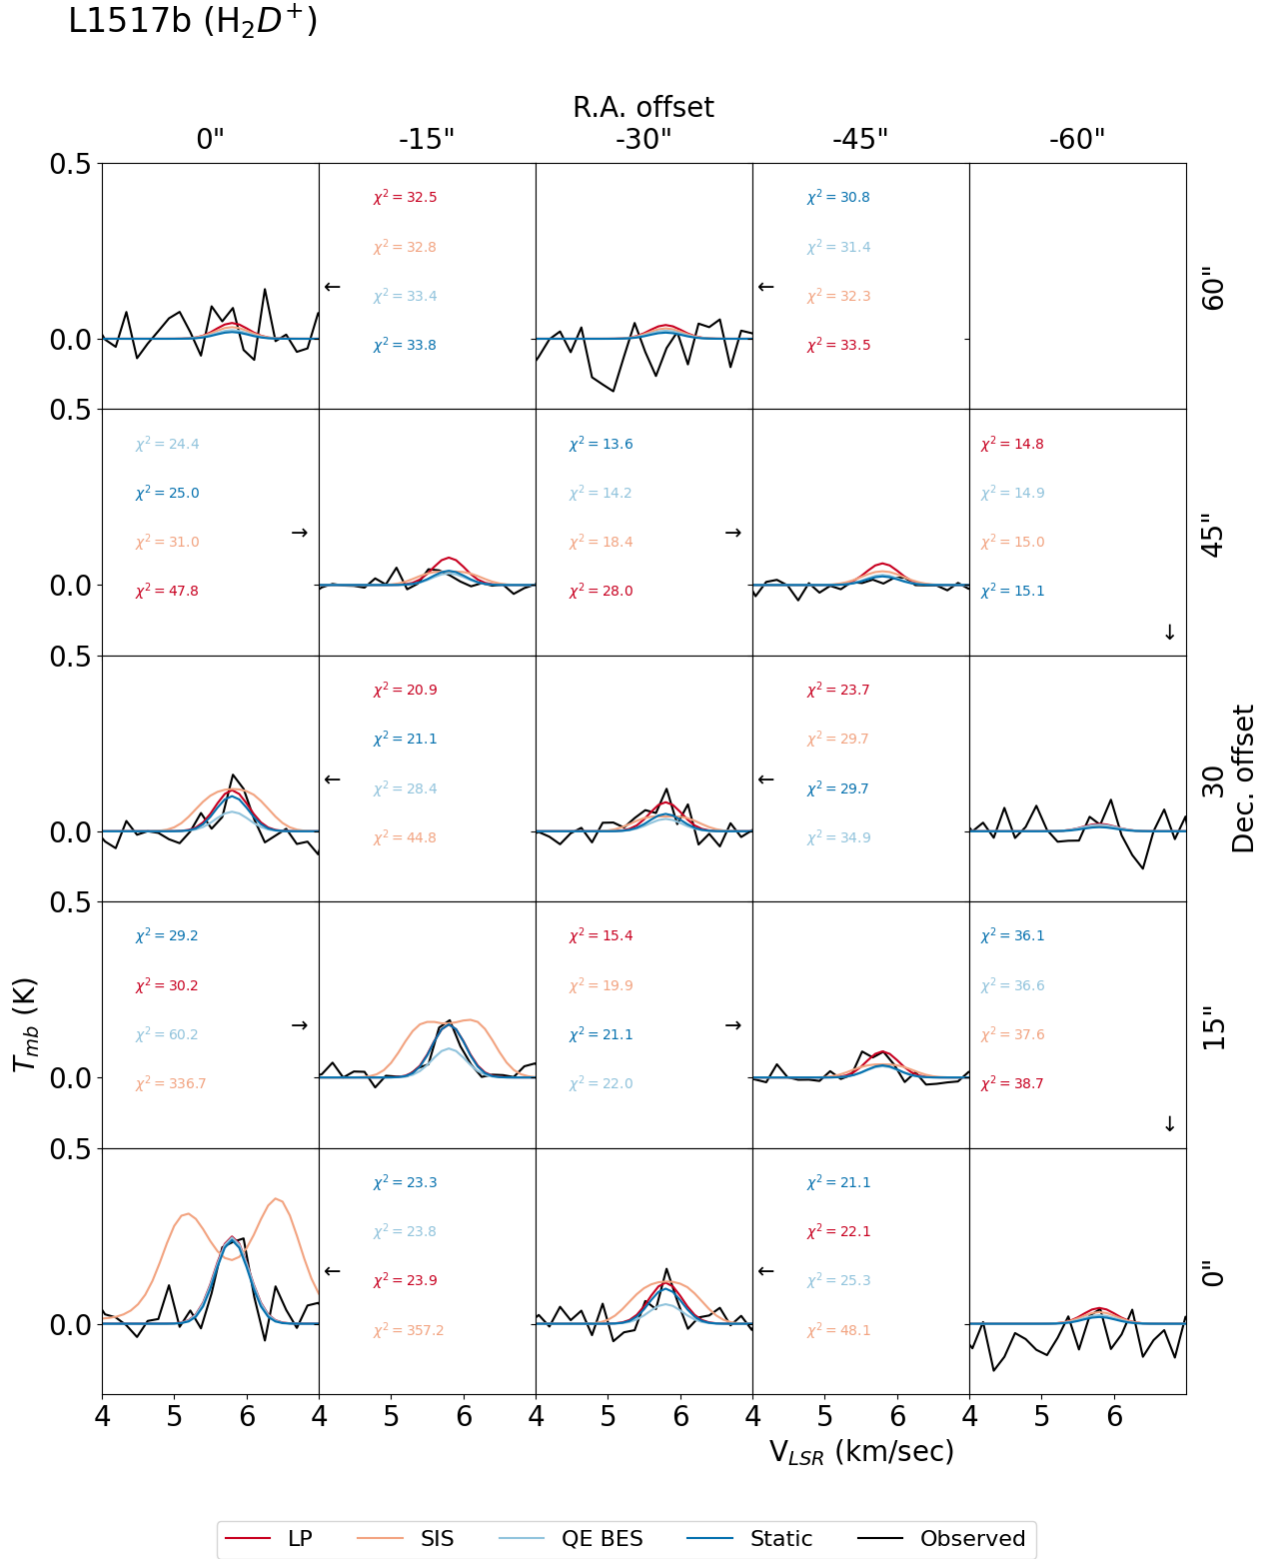 L1517b (H₂D⁺)
R.A. offset
0" -15" -30" -45" -60"
0.5
χ² = 32.5 χ² = 30.8
χ² = 32.8 χ² = 31.4
← χ² = 33.4 ← χ² = 32.3 60"
0.0 χ² = 33.8 χ² = 33.5
0.5
χ² = 24.4 χ² = 13.6 χ² = 14.8
χ² = 25.0 χ² = 14.2 χ² = 14.9
χ² = 31.0 → χ² = 18.4 → χ² = 15.0 45"
0.0 χ² = 47.8 χ² = 28.0 χ² = 15.1
↓
0.5
χ² = 20.9 χ² = 23.7
χ² = 21.1 χ² = 29.7
← χ² = 28.4 ← χ² = 29.7 30
0.0 χ² = 44.8 χ² = 34.9
Dec. offset
0.5
χ² = 29.2 χ² = 15.4 χ² = 36.1
χ² = 30.2 χ² = 19.9 χ² = 36.6
χ² = 60.2 → χ² = 21.1 → χ² = 37.6 15"
0.0 χ² = 336.7 χ² = 22.0 χ² = 38.7
↓
T_mb (K)
0.5
χ² = 23.3 χ² = 21.1
χ² = 23.8 χ² = 22.1
← χ² = 23.9 ← χ² = 25.3 0"
0.0 χ² = 357.2 χ² = 48.1
4 5 6 4 5 6 4 5 6 4 5 6 4 5 6
V_LSR (km/sec)
LP SIS QE BES Static Observed